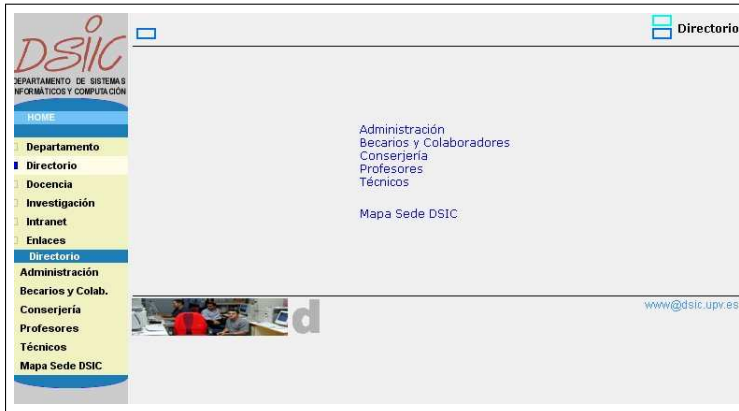 DSIC
DEPARTAMENTO DE SISTEMAS
INFORMÁTICOS Y COMPUTACIÓN
HOME
Departamento
Directorio
Docencia
Investigación
Intranet
Enlaces
Directorio
Administración
Becarios y Colab.
Conserjería
Profesores
Técnicos
Mapa Sede DSIC
Directorio
Administración
Becarios y Colaboradores
Conserjería
Profesores
Técnicos
Mapa Sede DSIC
d
www@dsic.upv.es